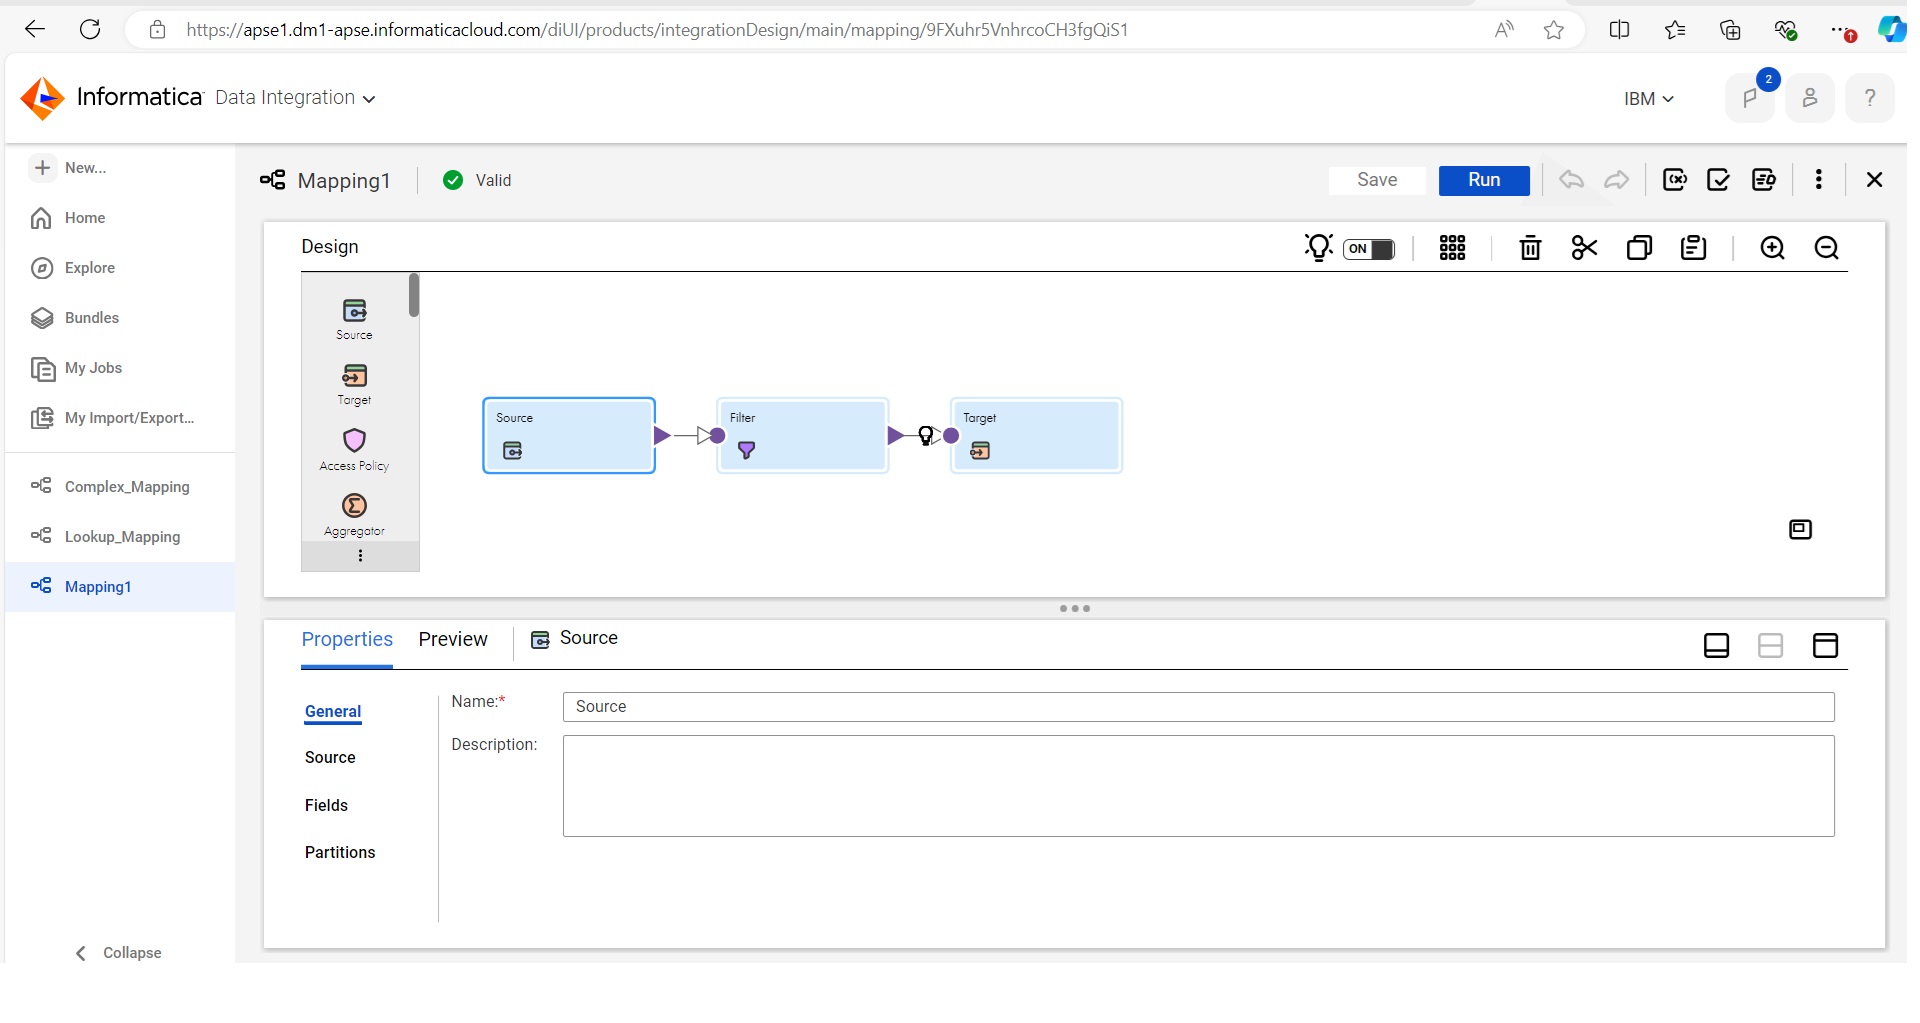 https://apse1.dm1-apse.informaticacloud.com/diUI/products/integrationDesign/main/mapping/9FXuhr5VnhrcoCH3fgQiS1
Informatica Data Integration
IBM
2
?
New...
Home
Explore
Bundles
My Jobs
My Import/Export...
Complex_Mapping
Lookup_Mapping
Mapping1
Collapse
Mapping1
Valid
Save
Run
Design
ON
Source
Target
Access Policy
Aggregator
Source
Filter
Target
Properties
Preview
Source
General
Source
Fields
Partitions
Name:*
Source
Description: